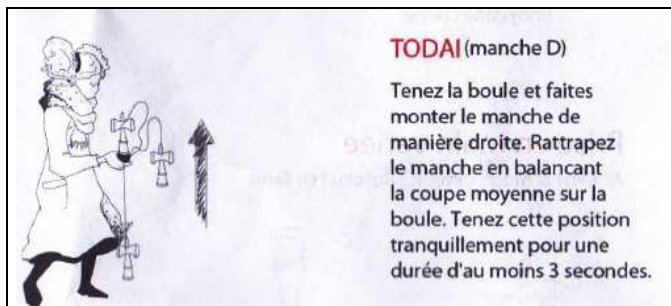 TODAI (manche D)
Tenez la boule et faites
monter le manche de
manière droite. Rattrapez
le manche en balancant
la coupe moyenne sur la
boule. Tenez cette position
tranquillement pour une
durée d'au moins 3 secondes.